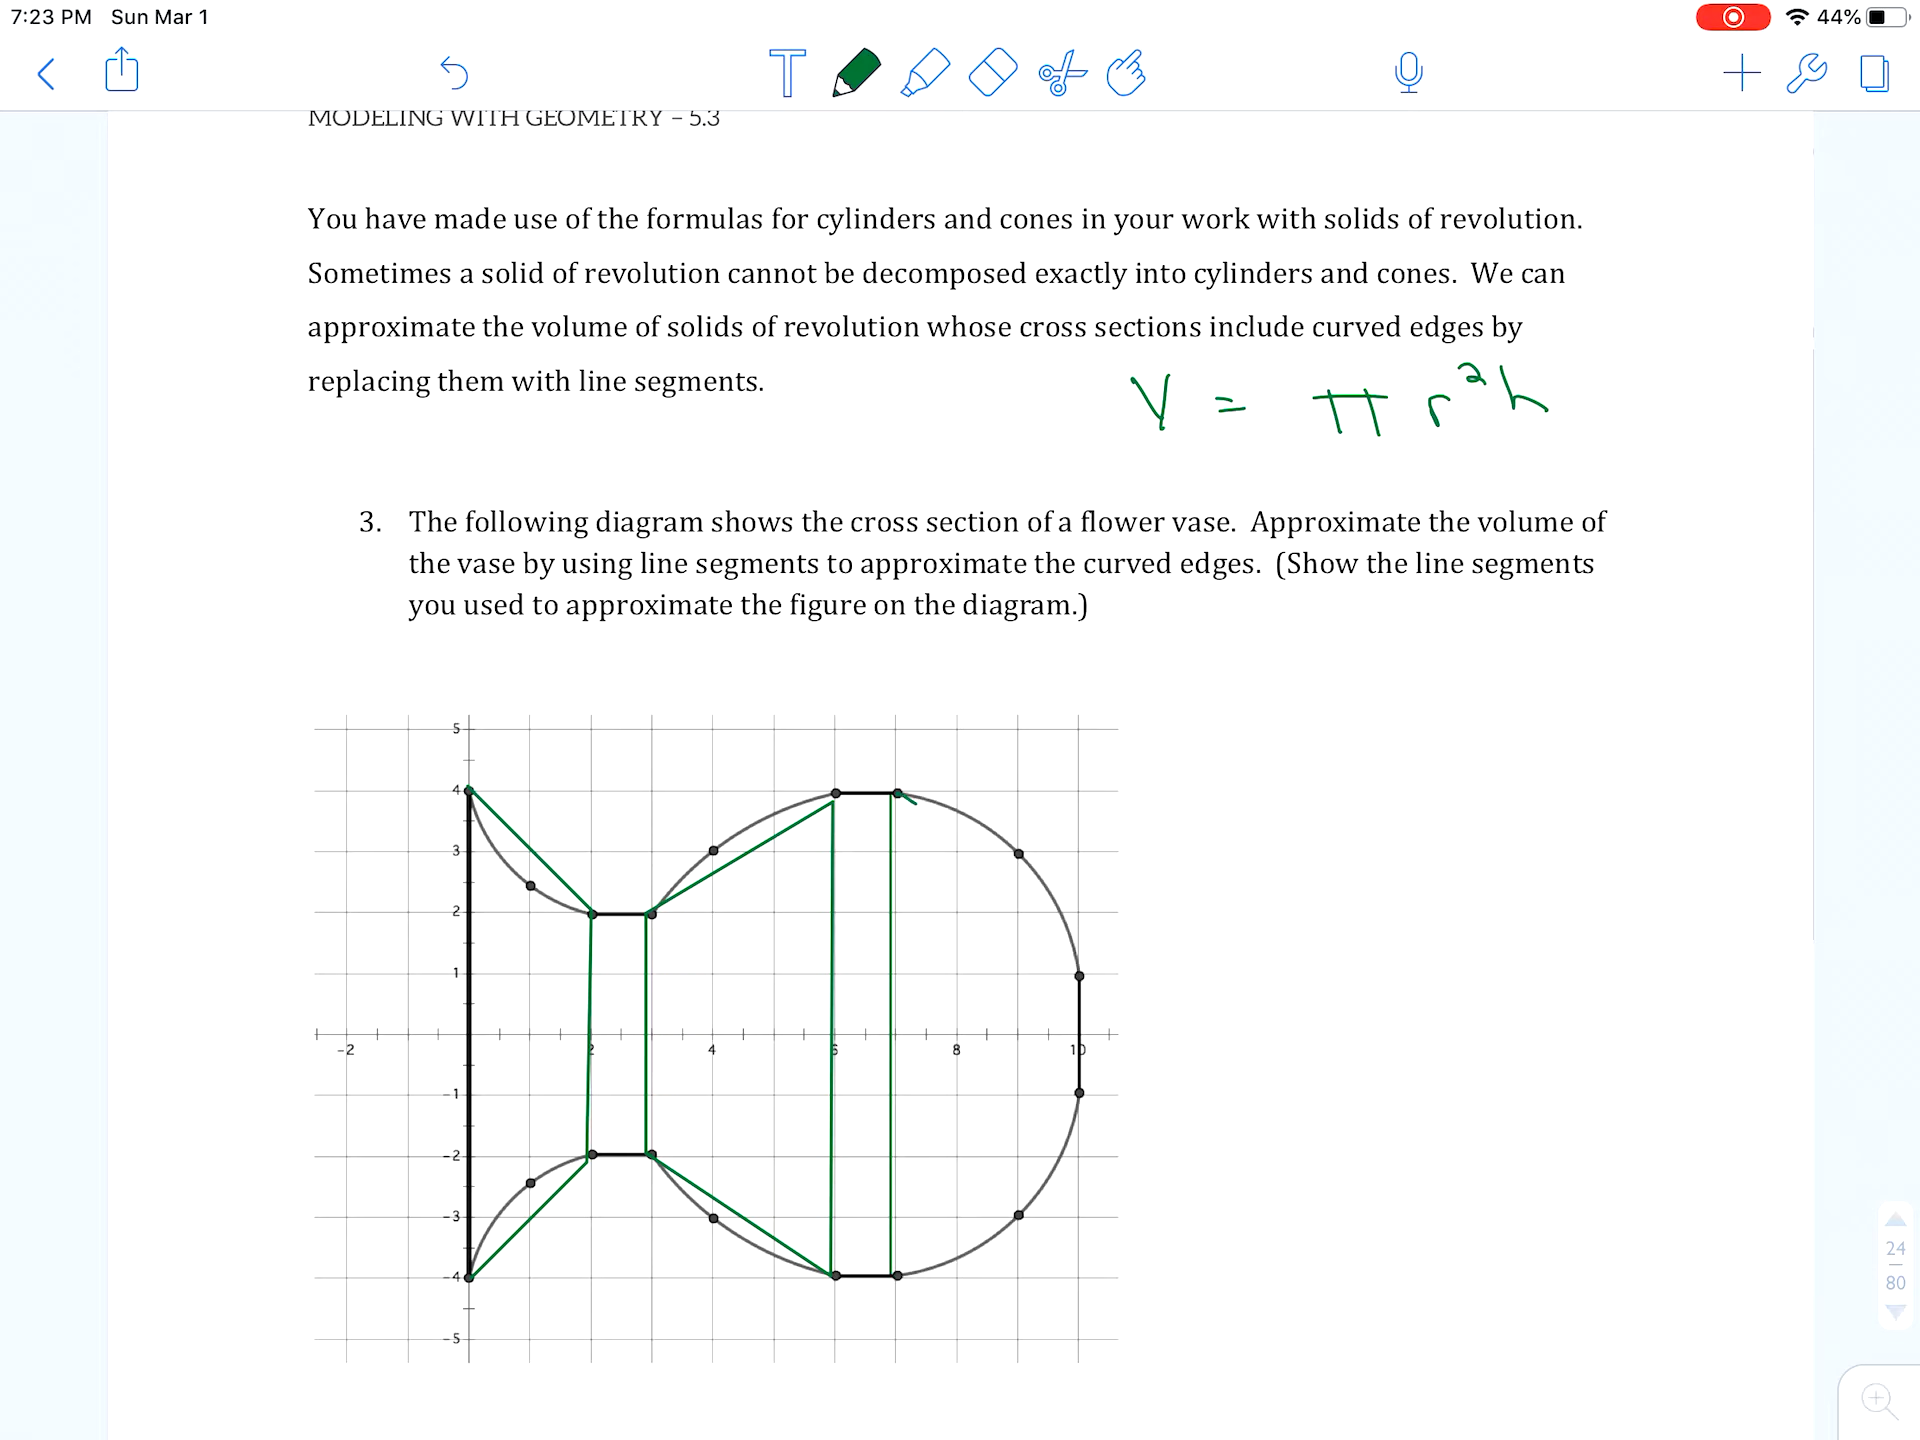 7:23 PM Sun Mar 1
44%
MODELING WITH GEOMETRY – 5.3
You have made use of the formulas for cylinders and cones in your work with solids of revolution.
Sometimes a solid of revolution cannot be decomposed exactly into cylinders and cones. We can
approximate the volume of solids of revolution whose cross sections include curved edges by
replacing them with line segments.
V = π r²h
3. The following diagram shows the cross section of a flower vase. Approximate the volume of
the vase by using line segments to approximate the curved edges. (Show the line segments
you used to approximate the figure on the diagram.)
5
4
3
2
1
-2 2 4 6 8 10
-1
-2
-3
-4
-5
24
80